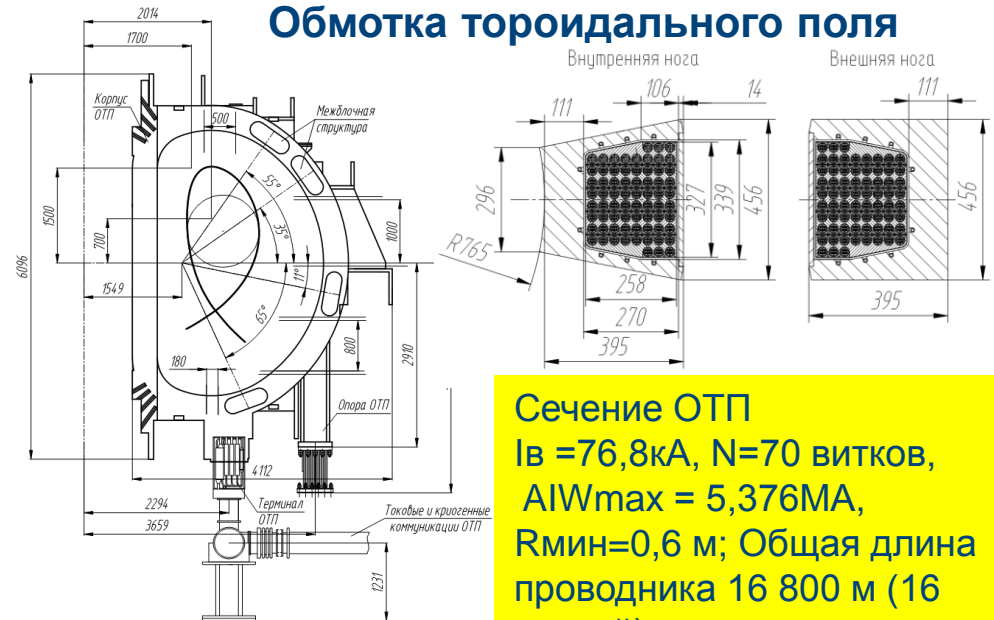 Обмотка тороидального поля
2014
1700
Корпус
ОТП
500
Межблочная
структура
55°
35°
11°
65°
6096
1500
700
1549
1000
180
800
2910
Опора ОТП
4112
2294
Терминал
ОТП
3659
Токовые и криогенные
коммуникации ОТП
1231
Внутренняя нога
111
106
14
296
R765
327
339
456
258
270
395
Внешняя нога
111
456
395
Сечение ОТП
Iв =76,8кА, N=70 витков,
AIWmax = 5,376МА,
Rмин=0,6 м; Общая длина
проводника 16 800 м (16